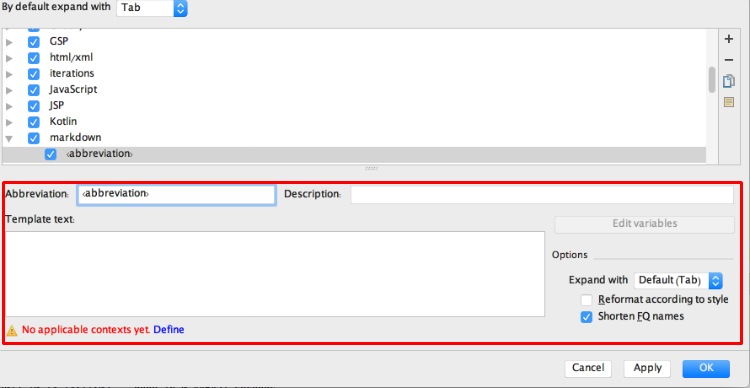 By default expand with Tab
GSP
html/xml
iterations
JavaScript
JSP
Kotlin
markdown
‹abbreviation›
Abbreviation: ‹abbreviation› Description:
Template text: Edit variables
Options
Expand with Default (Tab)
Reformat according to style
Shorten FQ names
No applicable contexts yet. Define
Cancel Apply OK